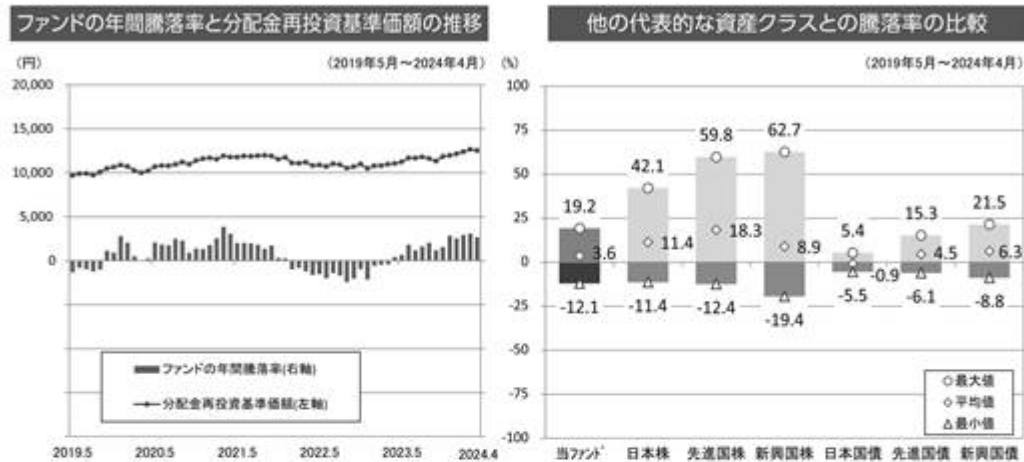 ファンドの年間騰落率と分配金再投資基準価額の推移
(円)
(2019年5月～2024年4月)
20,000
15,000
10,000
5,000
0
ファンドの年間騰落率(右軸)
分配金再投資基準価額(左軸)
2019.5 2020.5 2021.5 2022.5 2023.5 2024.4
他の代表的な資産クラスとの騰落率の比較
(%)
(2019年5月～2024年4月)
100
75
50
25
0
-25
-50
-75
-100
19.2 42.1 59.8 62.7 5.4 15.3 21.5
3.6 11.4 18.3 8.9 -0.9 4.5 6.3
-12.1 -11.4 -12.4 -19.4 -5.5 -6.1 -8.8
最大値
平均値
最小値
当ファンド 日本株 先進国株 新興国株 日本国債 先進国債 新興国債